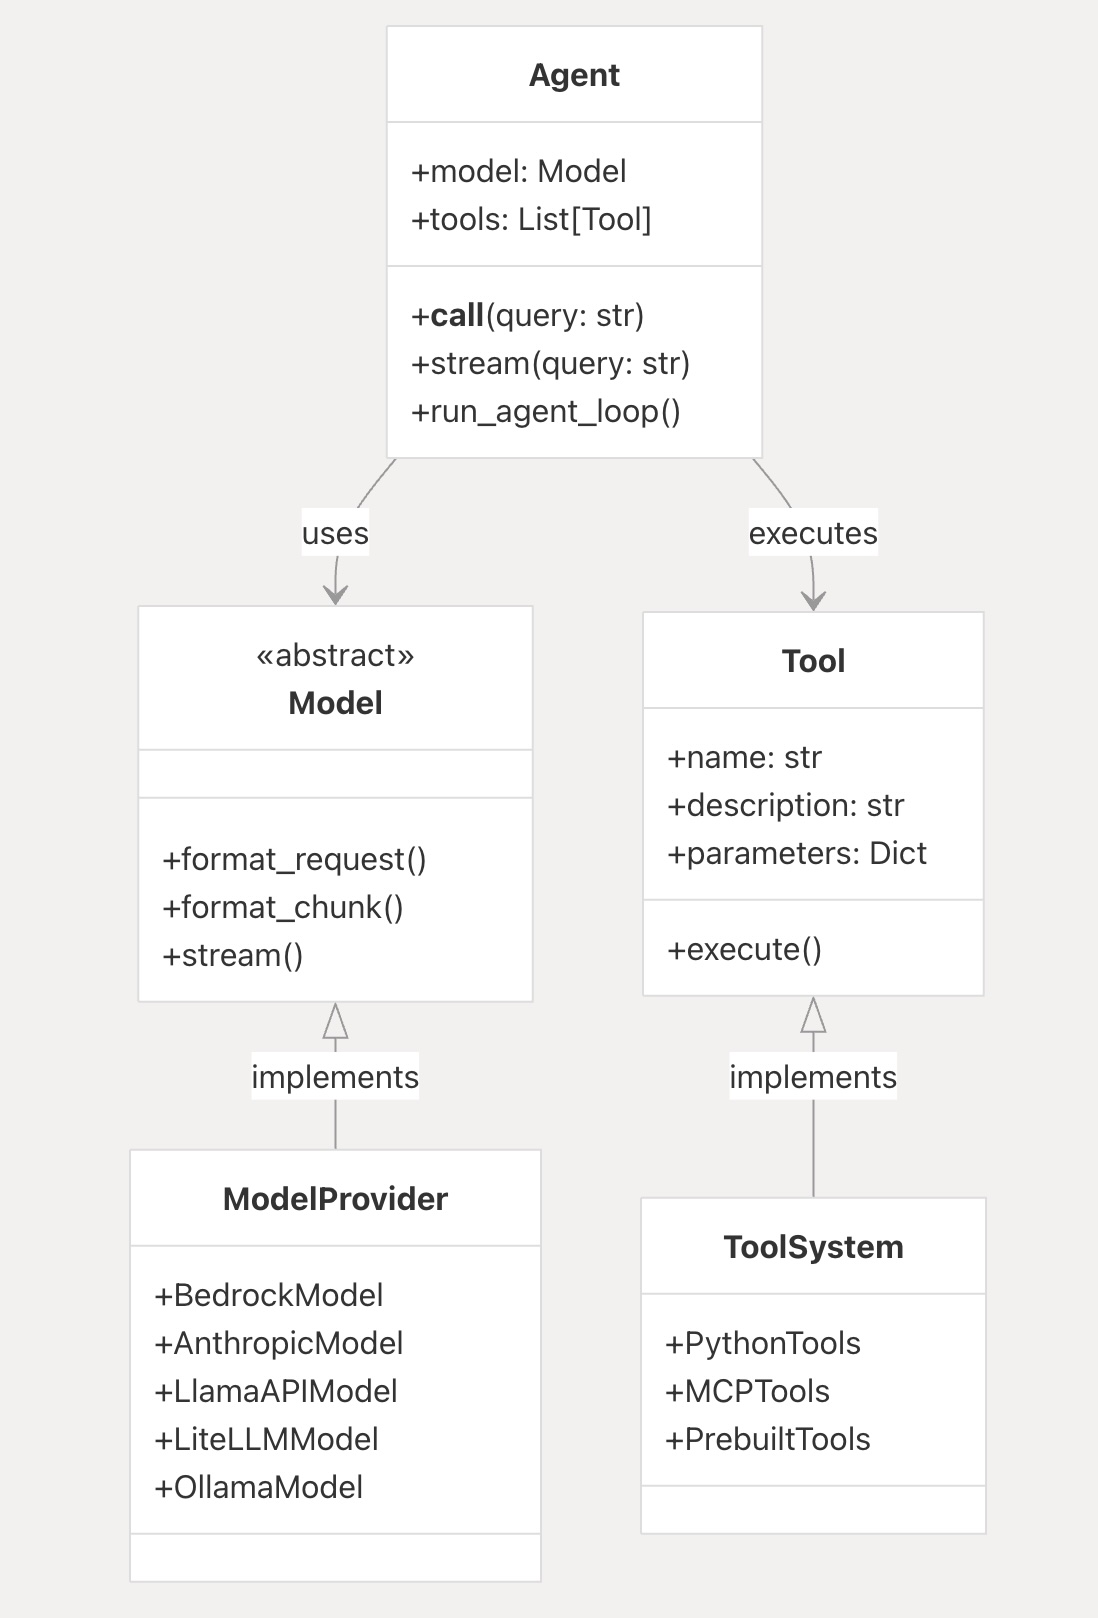 Agent
+model: Model
+tools: List[Tool]
+call(query: str)
+stream(query: str)
+run_agent_loop()
uses
executes
«abstract»
Model
+format_request()
+format_chunk()
+stream()
Tool
+name: str
+description: str
+parameters: Dict
+execute()
implements
implements
ModelProvider
+BedrockModel
+AnthropicModel
+LlamaAPIModel
+LiteLLMModel
+OllamaModel
ToolSystem
+PythonTools
+MCPTools
+PrebuiltTools